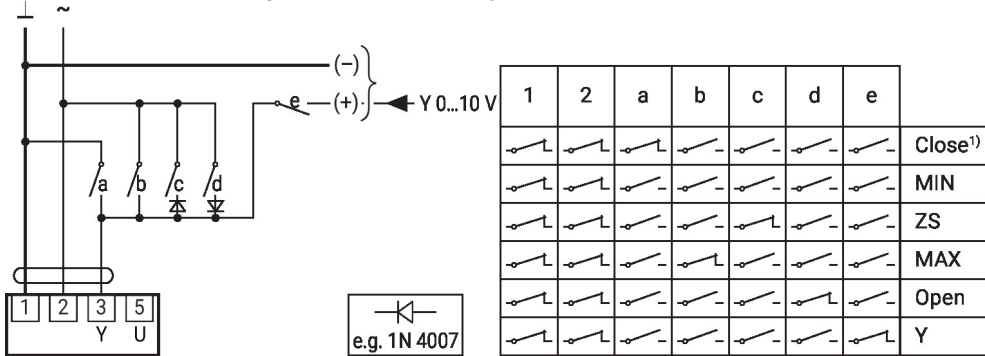 ⊥ ~
(–)
e (+) Y 0...10 V
a b c d
1 2 3 5
Y U
e.g. 1N 4007
1 2 a b c d e
Close¹⁾
MIN
ZS
MAX
Open
Y